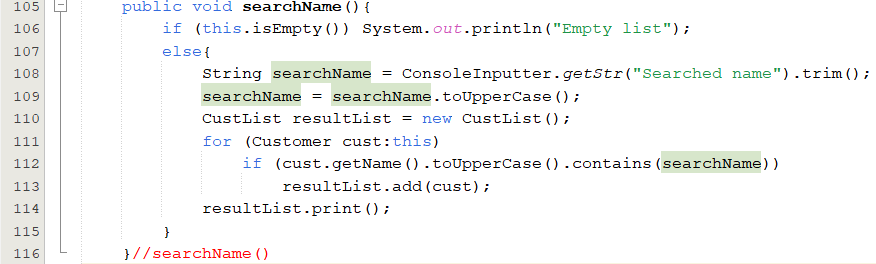 105 public void searchName(){
106 if (this.isEmpty()) System.out.println("Empty list");
107 else{
108 String searchName = ConsoleInputter.getStr("Searched name").trim();
109 searchName = searchName.toUpperCase();
110 CustList resultList = new CustList();
111 for (Customer cust:this)
112 if (cust.getName().toUpperCase().contains(searchName))
113 resultList.add(cust);
114 resultList.print();
115 }
116 }//searchName()